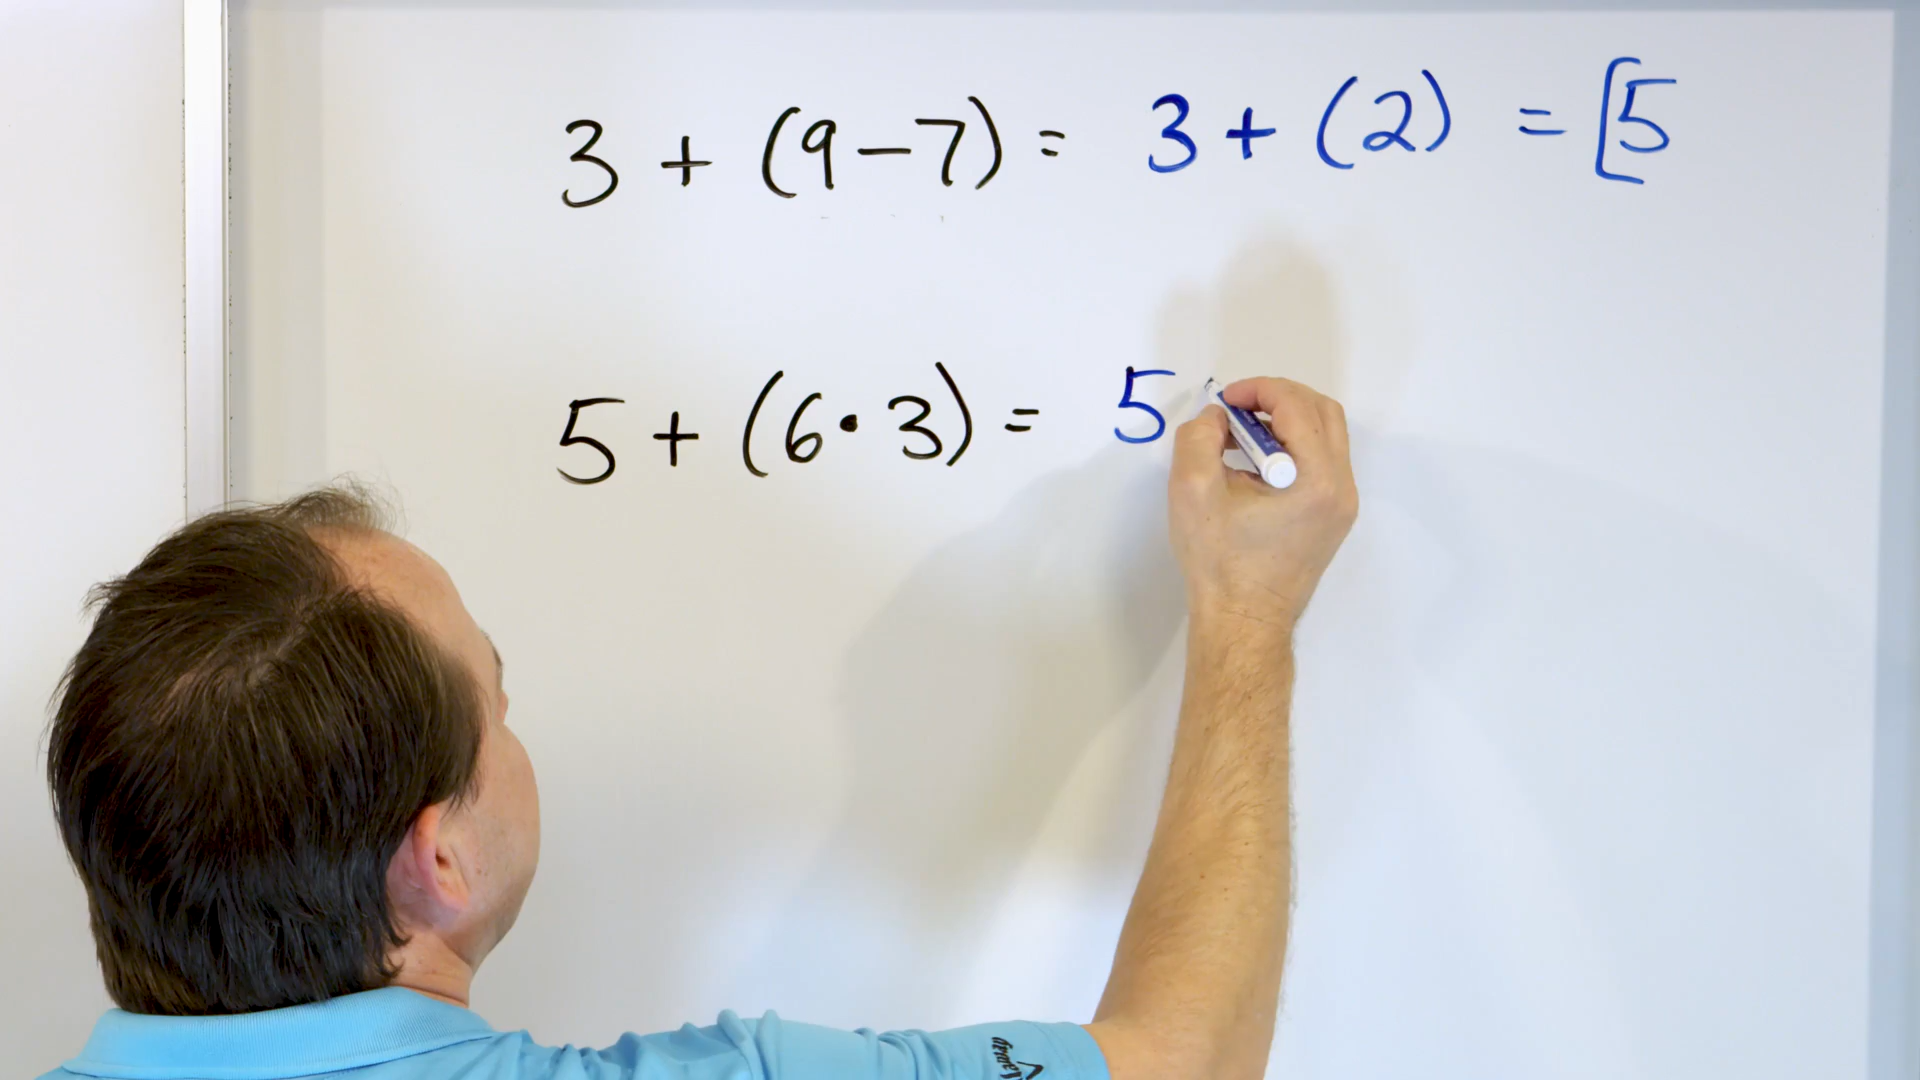 3 + (9-7) = 3 + (2) = [5
5 + (6·3) = 5